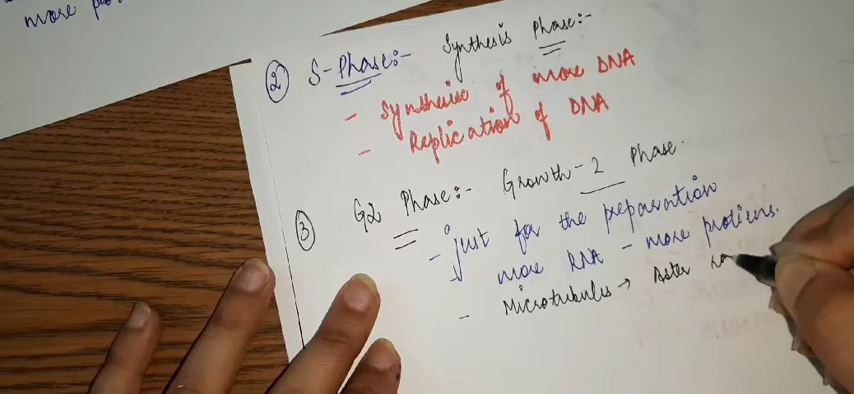 more
② S-Phase:- Synthesis Phase:-
- Synthesise of more DNA
- Replication of DNA
③ G2 Phase:- Growth-2 Phase.
- just for the preparation
more RNA - more protiens.
- Microtubules → Aster